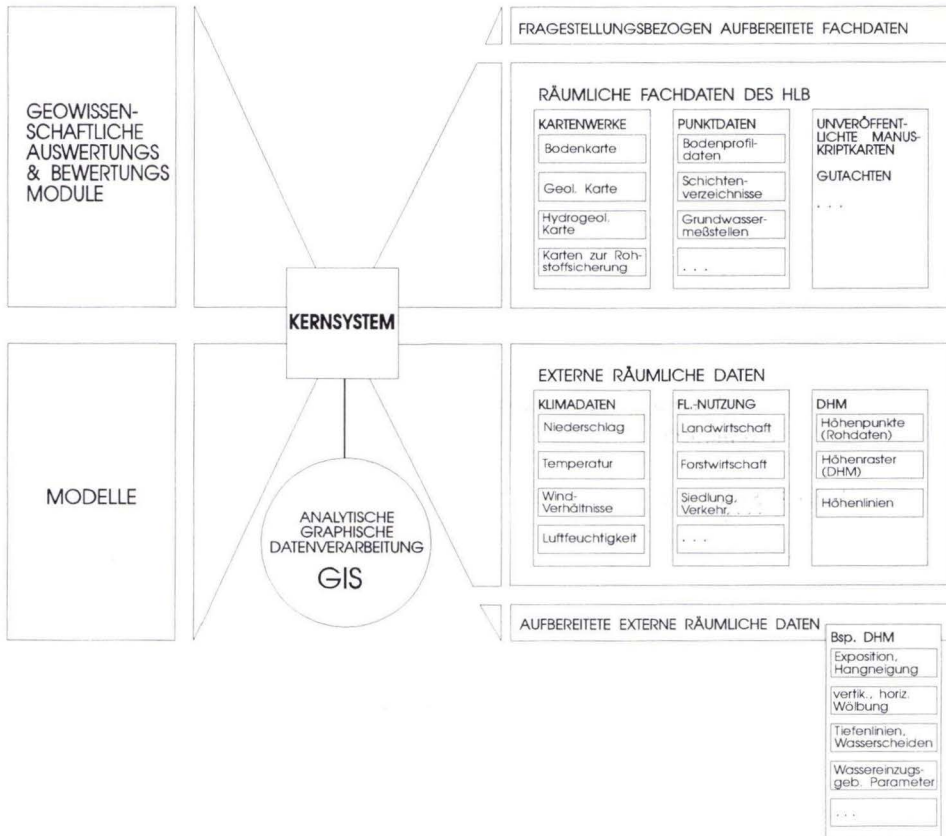 GEOWISSEN-
SCHAFTLICHE
AUSWERTUNGS
& BEWERTUNGS
MODULE
MODELLE
KERNSYSTEM
ANALYTISCHE
GRAPHISCHE
DATENVERARBEITUNG
GIS
FRAGESTELLUNGSBEZOGEN AUFBEREITETE FACHDATEN
RÄUMLICHE FACHDATEN DES HLB
KARTENWERKE
Bodenkarte
Geol. Karte
Hydrogeol.
Karte
Karten zur Roh-
stoffsicherung
PUNKTDATEN
Bodenprofil-
daten
Schichten-
verzeichnisse
Grundwasser-
meßstellen
. . .
UNVERÖFFENT-
LICHTE MANUS-
KRIPTKARTEN
GUTACHTEN
. . .
EXTERNE RÄUMLICHE DATEN
KLIMADATEN
Niederschlag
Temperatur
Wind-
Verhältnisse
Luftfeuchtigkeit
FL.-NUTZUNG
Landwirtschaft
Forstwirtschaft
Siedlung,
Verkehr, . . .
. . .
DHM
Höhenpunkte
(Rohdaten)
Höhenraster
(DHM)
Höhenlinien
AUFBEREITETE EXTERNE RÄUMLICHE DATEN
Bsp. DHM
Exposition,
Hangneigung
vertik., horiz.
Wölbung
Tiefenlinien,
Wasserscheiden
Wassereinzugs-
geb. Parameter
. . .